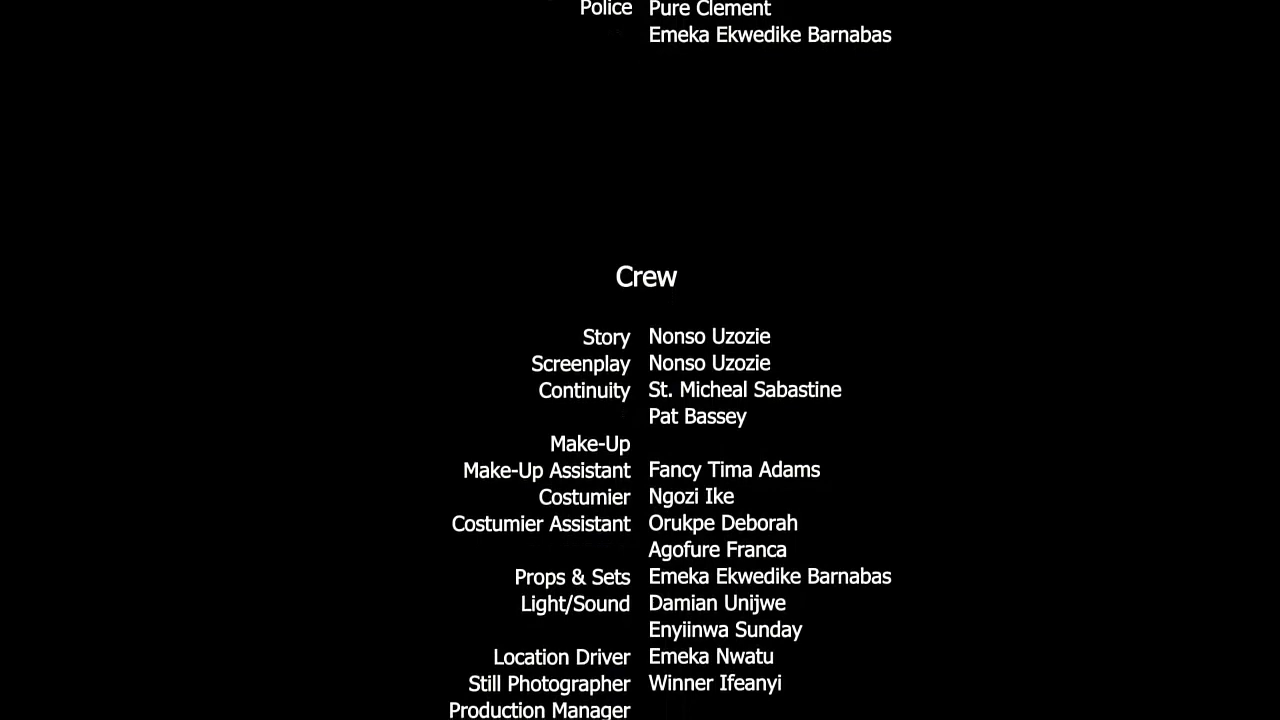 Police Pure Clement
Emeka Ekwedike Barnabas
Crew
Story Nonso Uzozie
Screenplay Nonso Uzozie
Continuity St. Micheal Sabastine
Pat Bassey
Make-Up
Make-Up Assistant Fancy Tima Adams
Costumier Ngozi Ike
Costumier Assistant Orukpe Deborah
Agofure Franca
Props & Sets Emeka Ekwedike Barnabas
Light/Sound Damian Unijwe
Enyiinwa Sunday
Location Driver Emeka Nwatu
Still Photographer Winner Ifeanyi
Production Manager